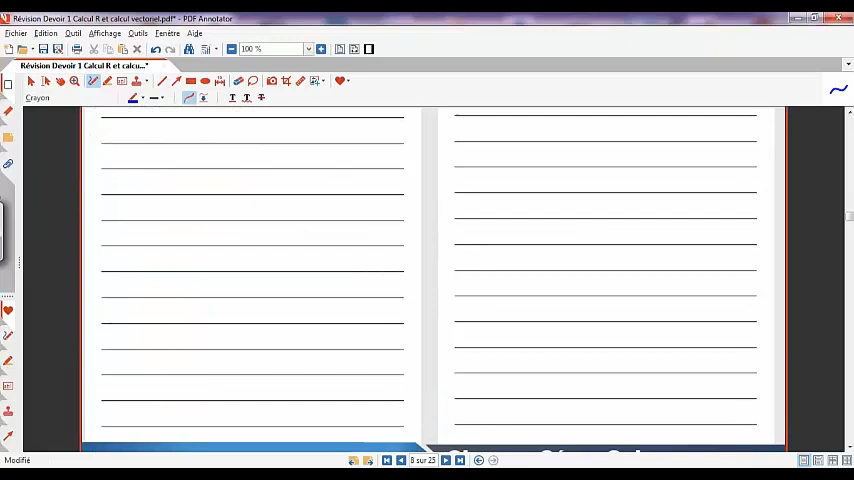 Révision Devoir 1 Calcul R et calcul vectoriel.pdf* - PDF Annotator
Fichier Edition Outil Affichage Outils Fenêtre Aide
100 %
Révision Devoir 1 Calcul R et calcu...*
Crayon
Modifié
8 sur 25